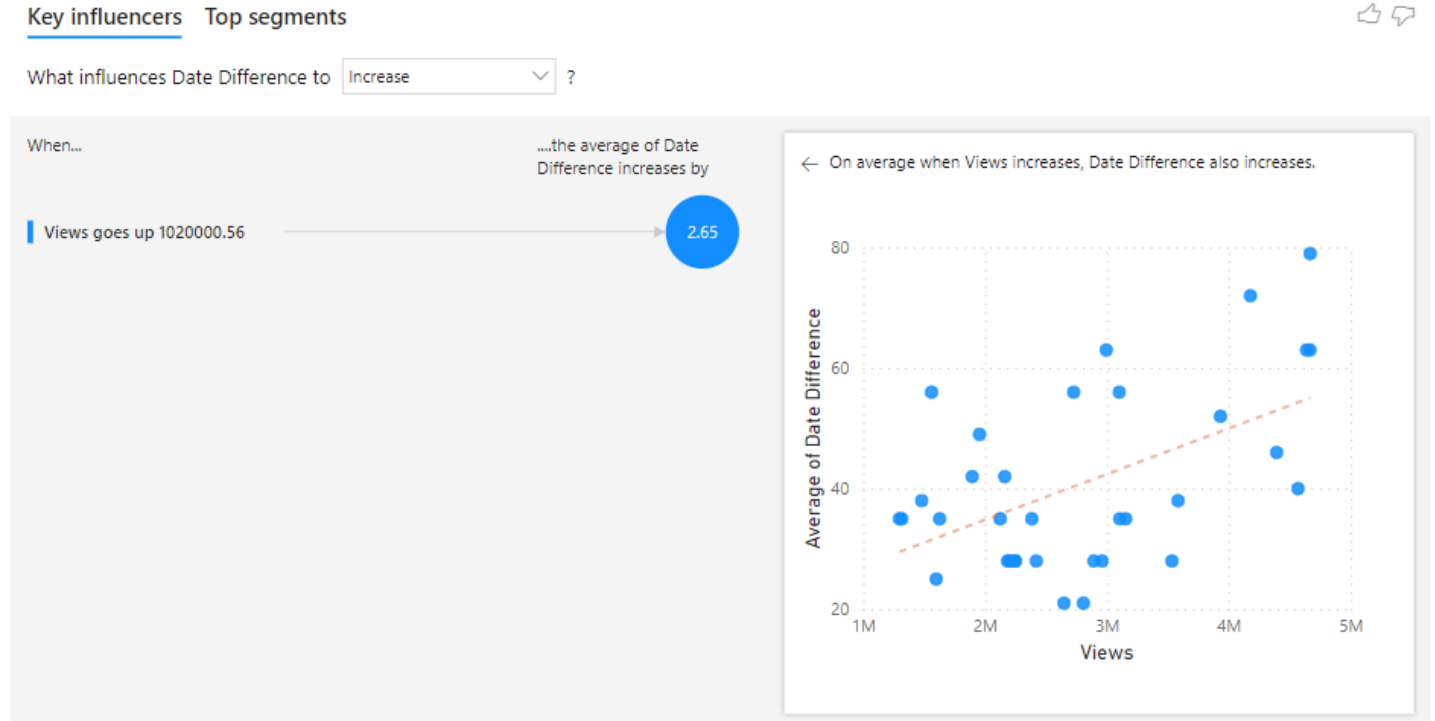 Key influencers Top segments
What influences Date Difference to Increase ?
When...
....the average of Date
Difference increases by
Views goes up 1020000.56
2.65
← On average when Views increases, Date Difference also increases.
Average of Date Difference
80
60
40
20
1M 2M 3M 4M 5M
Views